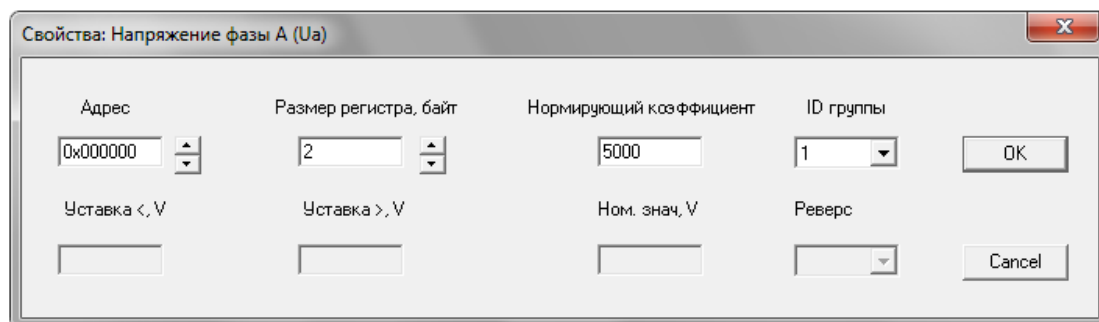 Свойства: Напряжение фазы А (Ua)
Адрес Размер регистра, байт Нормирующий коэффициент ID группы
0x000000 2 5000 1 OK
Уставка <, V Уставка >, V Ном. знач, V Реверс
Cancel